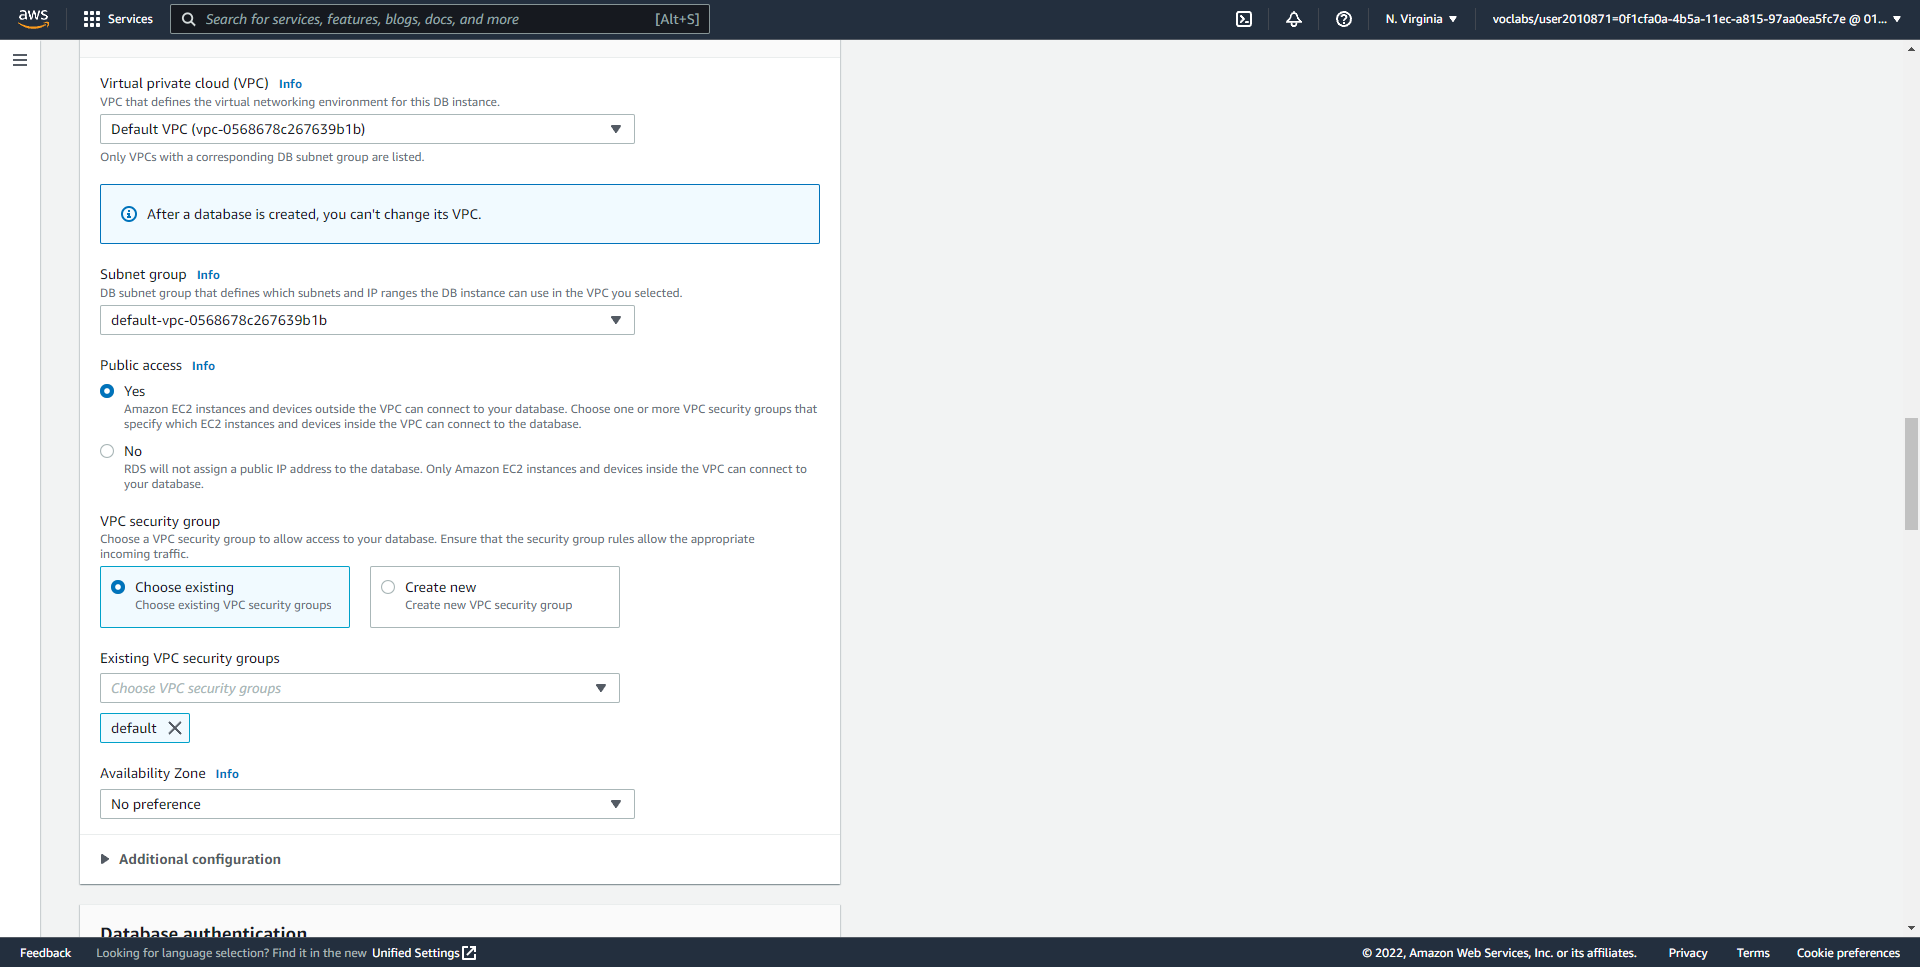 aws Services Search for services, features, blogs, docs, and more [Alt+S] N. Virginia ▼ voclabs/user2010871=0f1cfa0a-4b5a-11ec-a815-97aa0ea5fc7e @ 01... ▼
Virtual private cloud (VPC) Info
VPC that defines the virtual networking environment for this DB instance.
Default VPC (vpc-0568678c267639b1b)
Only VPCs with a corresponding DB subnet group are listed.
After a database is created, you can't change its VPC.
Subnet group Info
DB subnet group that defines which subnets and IP ranges the DB instance can use in the VPC you selected.
default-vpc-0568678c267639b1b
Public access Info
Yes
Amazon EC2 instances and devices outside the VPC can connect to your database. Choose one or more VPC security groups that
specify which EC2 instances and devices inside the VPC can connect to the database.
No
RDS will not assign a public IP address to the database. Only Amazon EC2 instances and devices inside the VPC can connect to
your database.
VPC security group
Choose a VPC security group to allow access to your database. Ensure that the security group rules allow the appropriate
incoming traffic.
Choose existing
Choose existing VPC security groups
Create new
Create new VPC security group
Existing VPC security groups
Choose VPC security groups
default
Availability Zone Info
No preference
Additional configuration
Database authentication
Feedback Looking for language selection? Find it in the new Unified Settings © 2022, Amazon Web Services, Inc. or its affiliates. Privacy Terms Cookie preferences